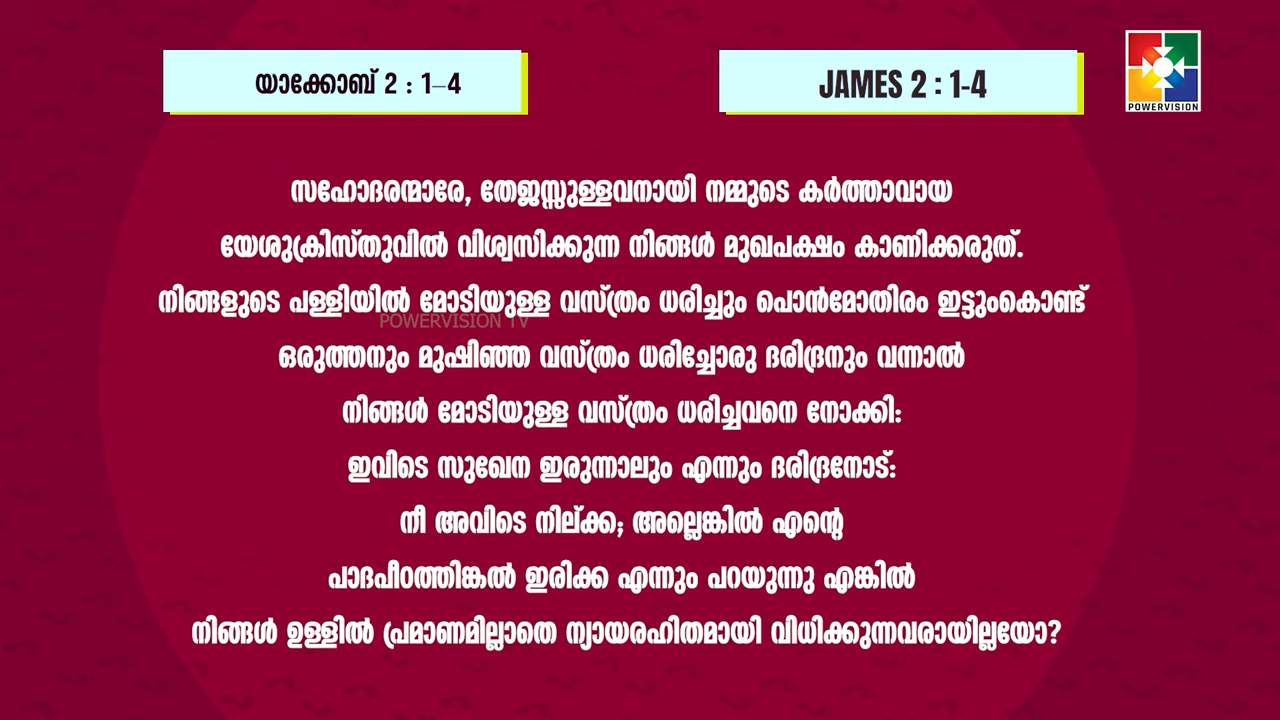 യാക്കോബ് 2 : 1-4
JAMES 2 : 1-4
POWERVISION
സഹോദരന്മാരേ, തേജസ്സുള്ളവനായി നമ്മുടെ കർത്താവായ
യേശുക്രിസ്തുവിൽ വിശ്വസിക്കുന്ന നിങ്ങൾ മുഖപക്ഷം കാണിക്കരുത്.
നിങ്ങളുടെ പള്ളിയിൽ മോടിയുള്ള വസ്ത്രം ധരിച്ചും പൊൻമോതിരം ഇട്ടുംകൊണ്ട്
POWERVISION TV
ഒരുത്തനും മുഷിഞ്ഞ വസ്ത്രം ധരിച്ചോരു ദരിദ്രനും വന്നാൽ
നിങ്ങൾ മോടിയുള്ള വസ്ത്രം ധരിച്ചവനെ നോക്കി:
ഇവിടെ സുഖേന ഇരുന്നാലും എന്നും ദരിദ്രനോട്:
നീ അവിടെ നില്ക്ക; അല്ലെങ്കിൽ എന്റെ
പാദപീഠത്തിങ്കൽ ഇരിക്ക എന്നും പറയുന്നു എങ്കിൽ
നിങ്ങൾ ഉള്ളിൽ പ്രമാണമില്ലാതെ ന്യായരഹിതമായി വിധിക്കുന്നവരായില്ലയോ?